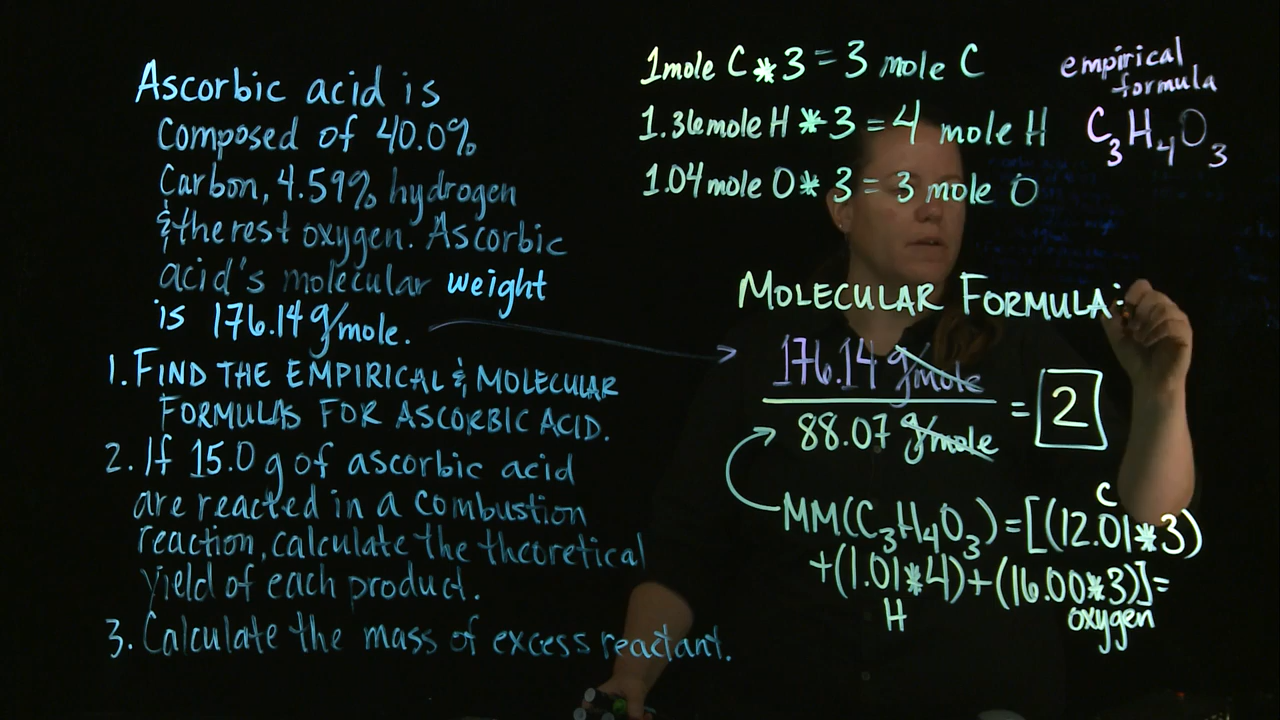 Ascorbic acid is
Composed of 40.0%
Carbon, 4.59% hydrogen
& the rest oxygen. Ascorbic
acid's molecular weight
is 176.14 g/mole.
1. FIND THE EMPIRICAL & MOLECULAR
FORMULAS FOR ASCORBIC ACID.
2. If 15.0 g of ascorbic acid
are reacted in a combustion
reaction, calculate the theoretical
yield of each product.
3. Calculate the mass of excess reactant.
1mole C * 3 = 3 mole C
1.36mole H * 3 = 4 mole H
1.04mole O * 3 = 3 mole O
empirical
formula
C₃H₄O₃
MOLECULAR FORMULA:
176.14 g/mole
88.07 g/mole
= 2
C
MM(C₃H₄O₃) = [(12.01*3)
+(1.01*4)+(16.00*3)]=
H oxygen